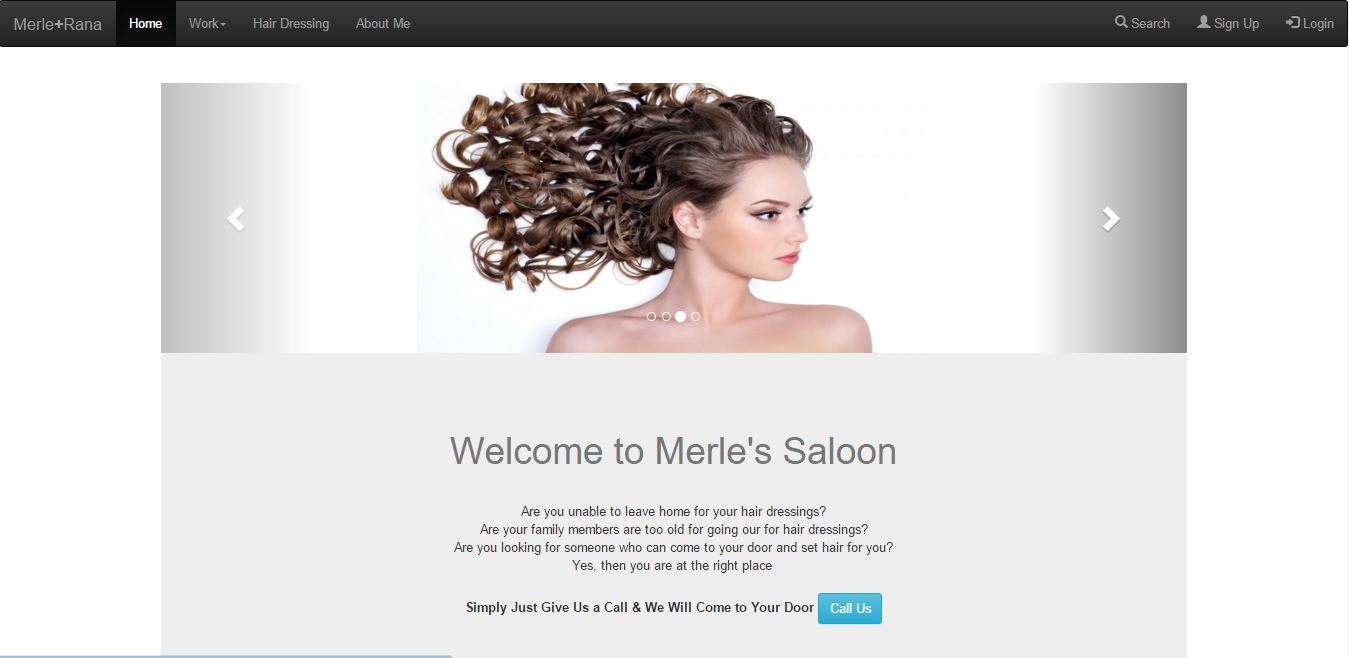 Merle+Rana Home Work Hair Dressing About Me Search Sign Up Login
Welcome to Merle's Saloon
Are you unable to leave home for your hair dressings?
Are your family members are too old for going our for hair dressings?
Are you looking for someone who can come to your door and set hair for you?
Yes, then you are at the right place
Simply Just Give Us a Call & We Will Come to Your Door Call Us